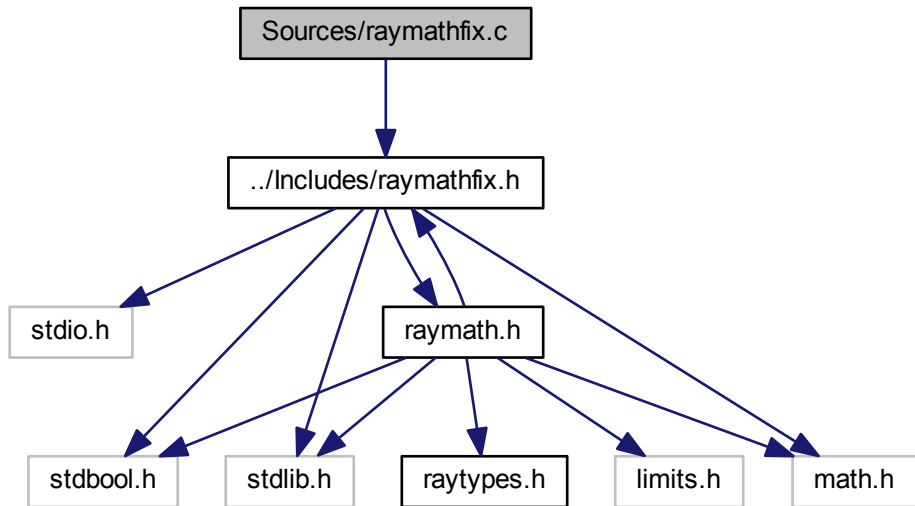 Sources/raymathfix.c
../Includes/raymathfix.h
stdio.h
raymath.h
stdbool.h
stdlib.h
raytypes.h
limits.h
math.h